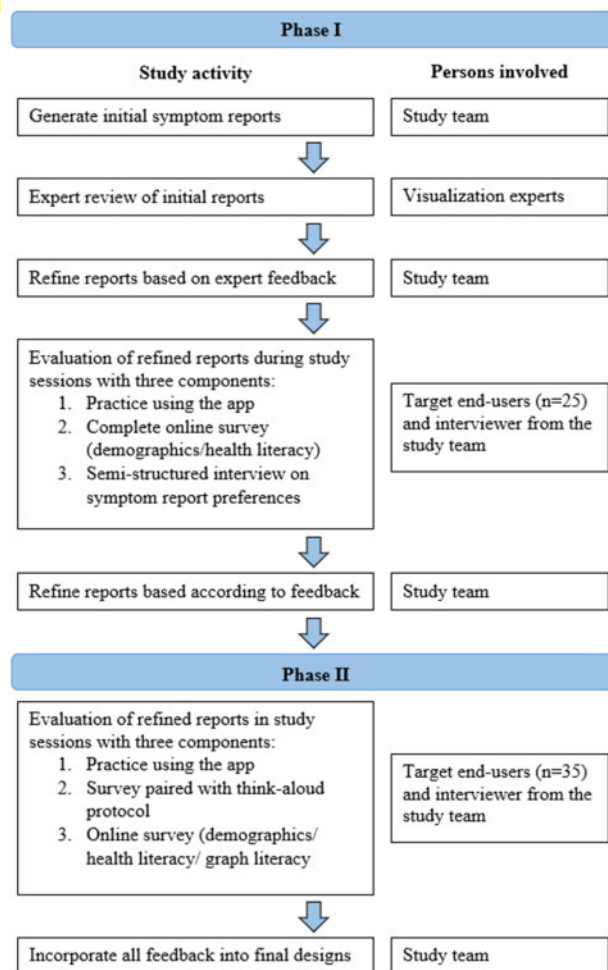 Phase I
Study activity
Persons involved
Generate initial symptom reports
Study team
Expert review of initial reports
Visualization experts
Refine reports based on expert feedback
Study team
Evaluation of refined reports during study
sessions with three components:
1. Practice using the app
2. Complete online survey
(demographics/health literacy)
3. Semi-structured interview on
symptom report preferences
Target end-users (n=25)
and interviewer from the
study team
Refine reports based according to feedback
Study team
Phase II
Evaluation of refined reports in study
sessions with three components:
1. Practice using the app
2. Survey paired with think-aloud
protocol
3. Online survey (demographics/
health literacy/ graph literacy
Target end-users (n=35)
and interviewer from the
study team
Incorporate all feedback into final designs
Study team